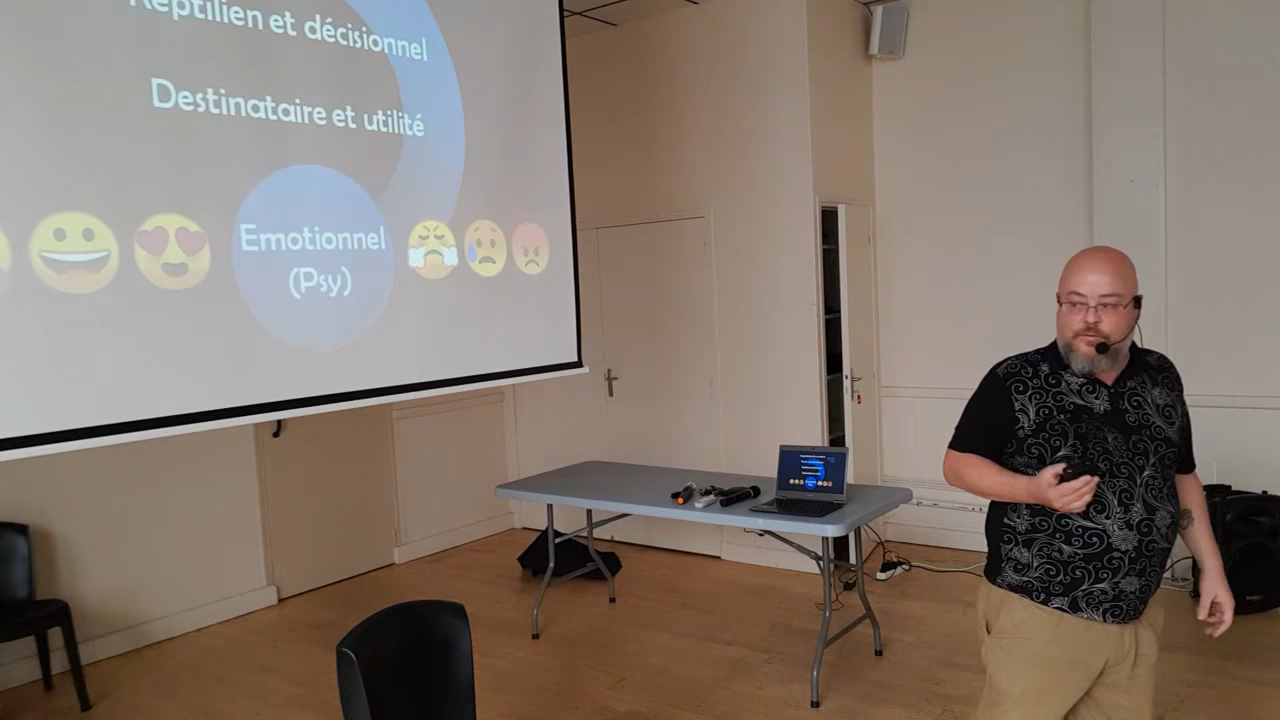 Reptilien et décisionnel
Destinataire et utilité
Emotionnel
(Psy)